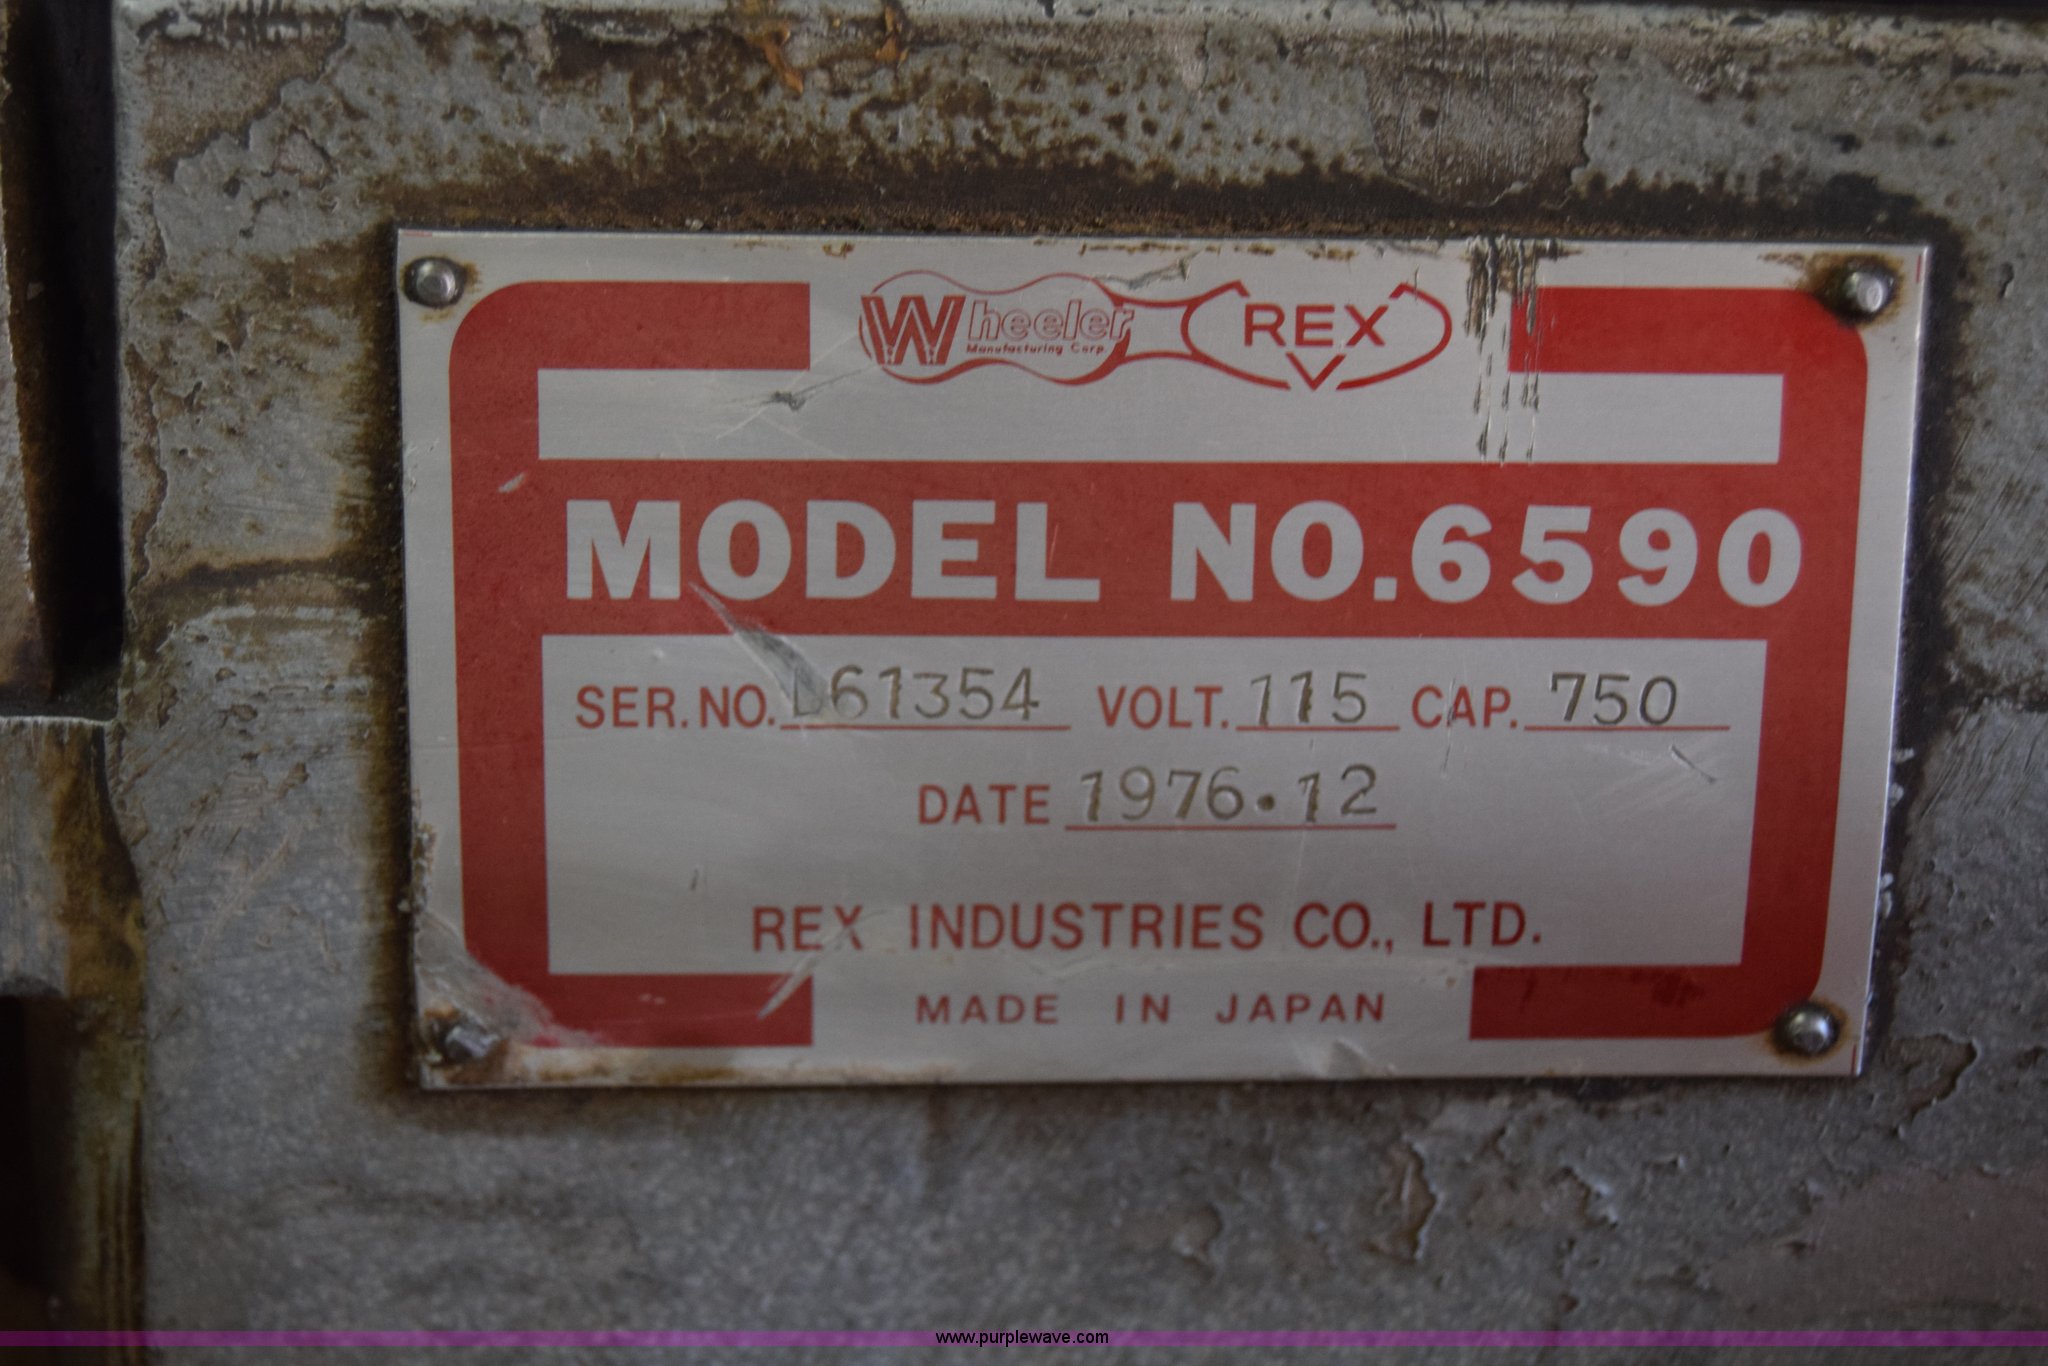 Wheeler REX
Manufacturing Corp.
MODEL NO. 6590
SER. NO. L61354 VOLT. 115 CAP. 750
DATE 1976.12
REX INDUSTRIES CO., LTD.
MADE IN JAPAN
www.purplewave.com